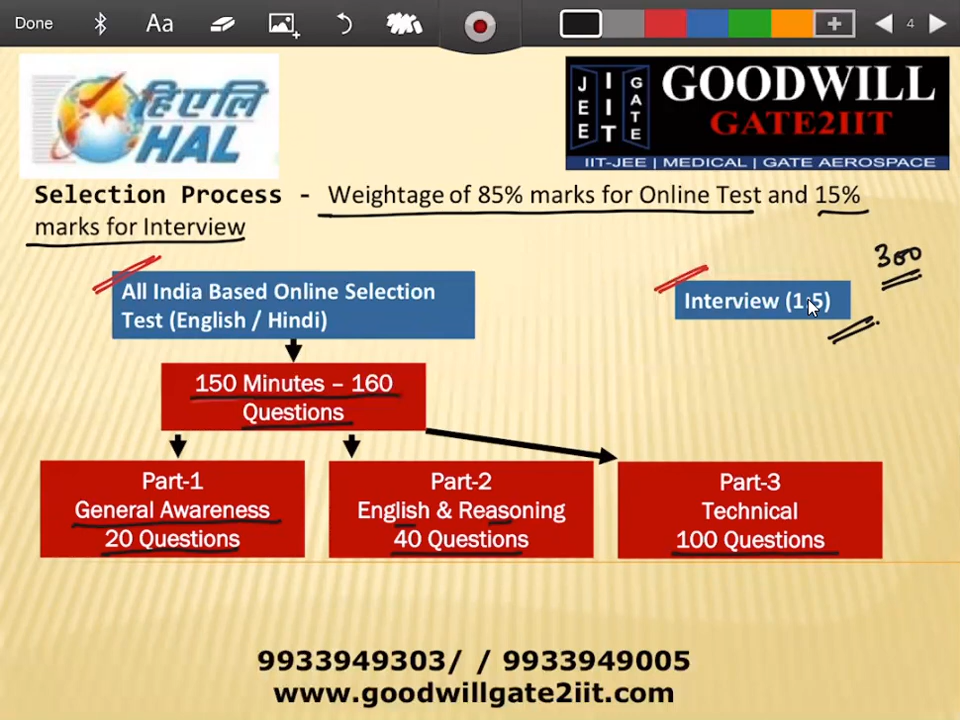 Done
Aa
4
हिएलि
HAL
JEE
IIT
GATE
GOODWILL
GATE2IIT
IIT-JEE | MEDICAL | GATE AEROSPACE
Selection Process - Weightage of 85% marks for Online Test and 15%
marks for Interview
300
All India Based Online Selection
Test (English / Hindi)
Interview (1:5)
150 Minutes – 160
Questions
Part-1
General Awareness
20 Questions
Part-2
English & Reasoning
40 Questions
Part-3
Technical
100 Questions
9933949303/ / 9933949005
www.goodwillgate2iit.com